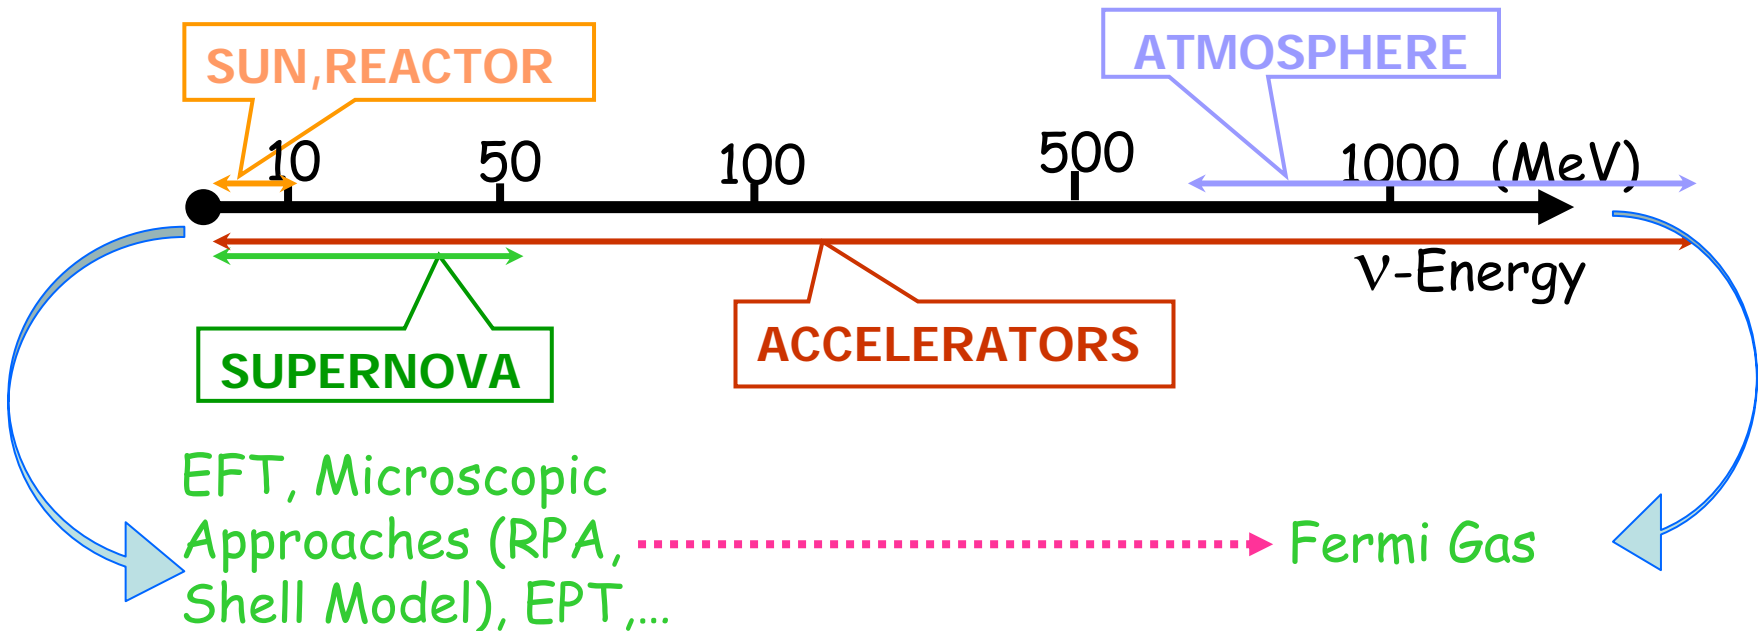 SUN,REACTOR
ATMOSPHERE
10
50
100
500
1000 (MeV)
ν-Energy
ACCELERATORS
SUPERNOVA
EFT, Microscopic
Approaches (RPA,
Shell Model), EPT,...
Fermi Gas